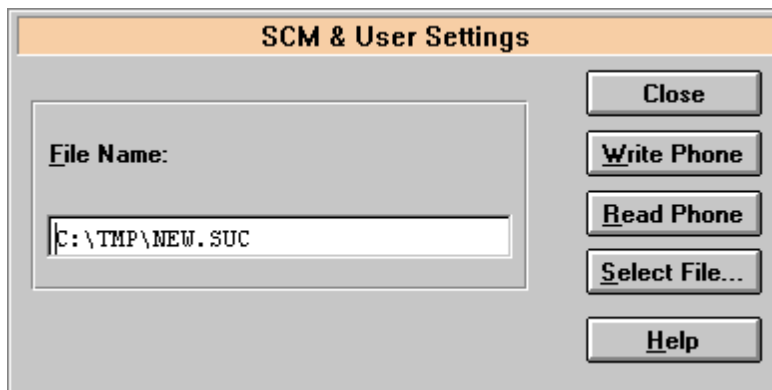 SCM & User Settings
Close
File Name:
Write Phone
Read Phone
C:\TMP\NEW.SUC
Select File...
Help